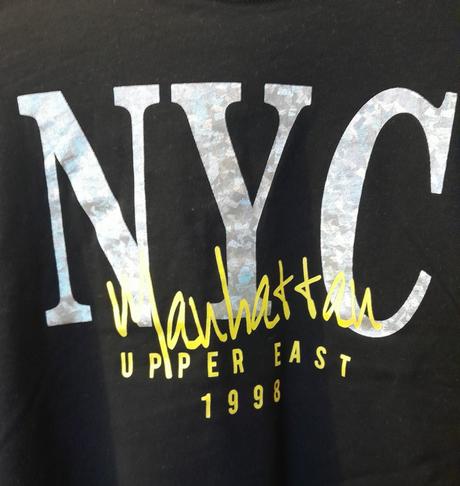 NYC
Manhattan
UPPER EAST
1998